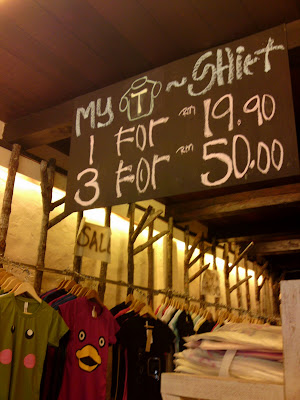 MY T~SHIRT
1 FOR RM 19.90
3 FOR RM 50.00
SALE